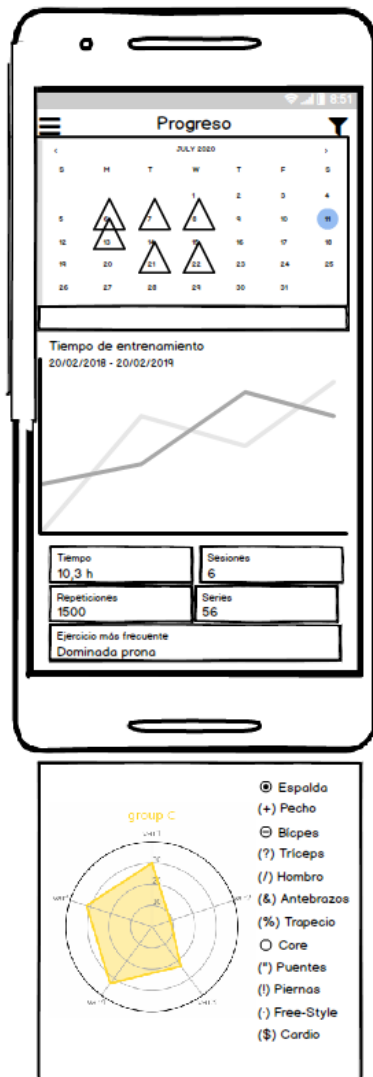 8:51
Progreso
‹ JULY 2020 ›
S M T W T F S
1 2 3 4
5 6 7 8 9 10 11
12 13 14 15 16 17 18
19 20 21 22 23 24 25
26 27 28 29 30 31
Tiempo de entrenamiento
20/02/2018 - 20/02/2019
Tiempo
10,3 h
Sesiones
6
Repeticiones
1500
Series
56
Ejercicio más frecuente
Dominada prona
group C
var1
Espalda
(+) Pecho
Bícpes
(?) Tríceps
(/) Hombro
(&) Antebrazos
(%) Trapecio
Core
(") Puentes
(!) Piernas
(·) Free-Style
($) Cardio